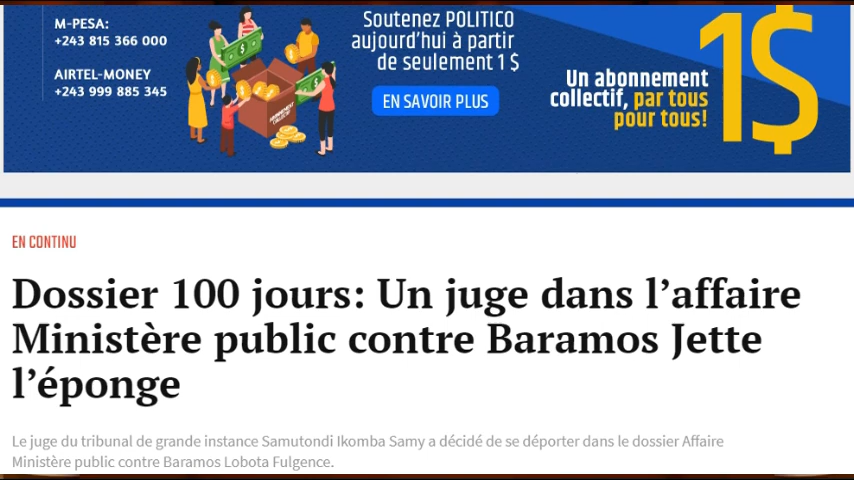 M-PESA:
+243 815 366 000
AIRTEL-MONEY
+243 999 885 345
ABONNEMENT
COLLECTIF
Soutenez POLITICO
aujourd'hui à partir
de seulement 1 $
EN SAVOIR PLUS
Un abonnement
collectif, par tous
pour tous!
1$
EN CONTINU
Dossier 100 jours: Un juge dans l’affaire
Ministère public contre Baramos Jette
l’éponge
Le juge du tribunal de grande instance Samutondi Ikomba Samy a décidé de se déporter dans le dossier Affaire
Ministère public contre Baramos Lobota Fulgence.